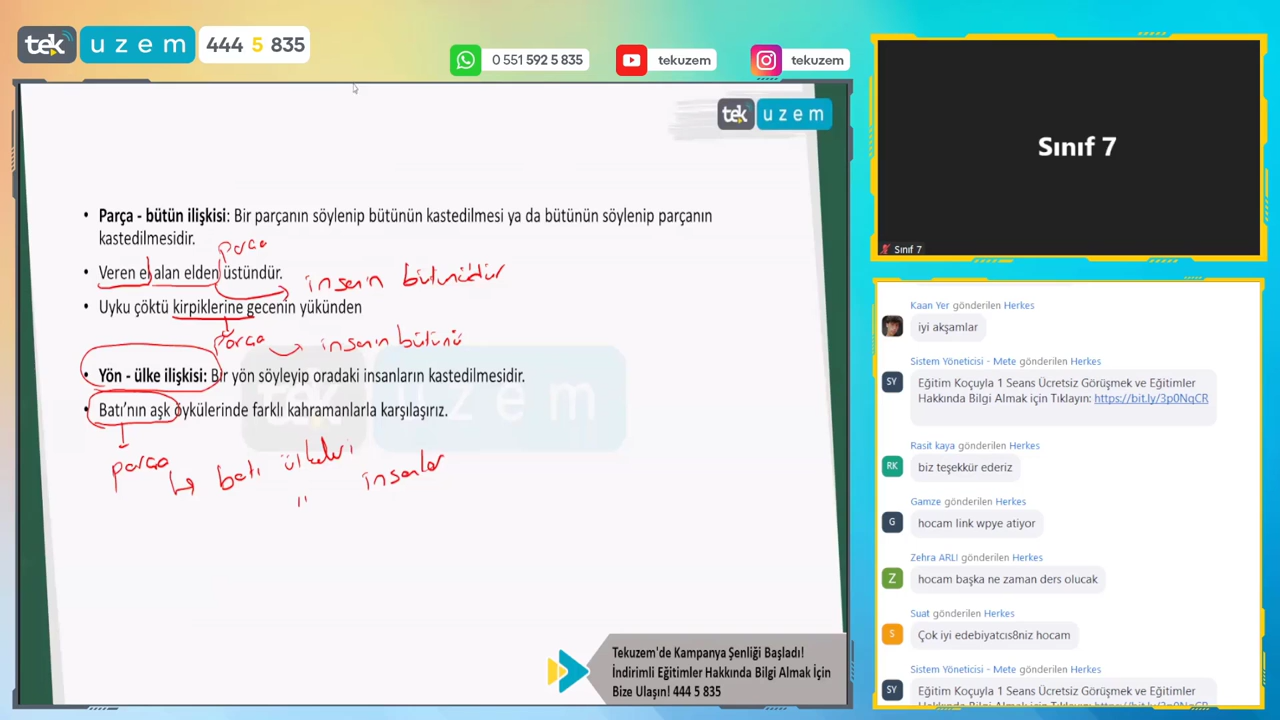 tek uzem 444 5 835
0 551 592 5 835
tekuzem
tekuzem
tek uzem
• Parça - bütün ilişkisi: Bir parçanın söylenip bütünün kastedilmesi ya da bütünün söylenip parçanın
kastedilmesidir.
parça
• Veren el alan elden üstündür.
insanın bütünüdür
• Uyku çöktü kirpiklerine gecenin yükünden
parça insanın bütünü
• Yön - ülke ilişkisi: Bir yön söyleyip oradaki insanların kastedilmesidir.
• Batı’nın aşk öykülerinde farklı kahramanlarla karşılaşırız.
parça
batı ülkeleri
" insanlar
tek uzem
Tekuzem'de Kampanya Şenliği Başladı!
İndirimli Eğitimler Hakkında Bilgi Almak İçin
Bize Ulaşın! 444 5 835
Sınıf 7
Sınıf 7
Kaan Yer gönderilen Herkes
iyi akşamlar
Sistem Yöneticisi - Mete gönderilen Herkes
SY
Eğitim Koçuyla 1 Seans Ücretsiz Görüşmek ve Eğitimler
Hakkında Bilgi Almak için Tıklayın: https://bit.ly/3p0NqCR
Rasit kaya gönderilen Herkes
RK
biz teşekkür ederiz
Gamze gönderilen Herkes
G
hocam link wpye atiyor
Zehra ARLI gönderilen Herkes
Z
hocam başka ne zaman ders olucak
Suat gönderilen Herkes
S
Çok iyi edebiyatcıs8niz hocam
Sistem Yöneticisi - Mete gönderilen Herkes
SY
Eğitim Koçuyla 1 Seans Ücretsiz Görüşmek ve Eğitimler